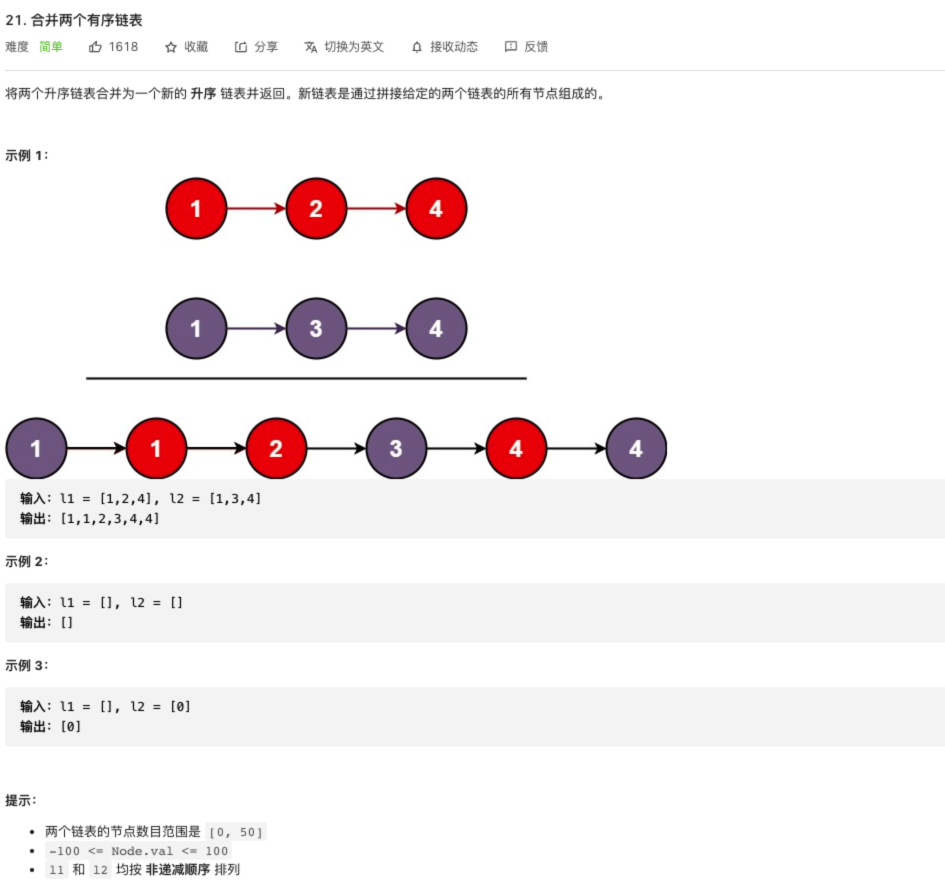 21. 合并两个有序链表
难度 简单 1618 收藏 分享 切换为英文 接收动态 反馈
将两个升序链表合并为一个新的 升序 链表并返回。新链表是通过拼接给定的两个链表的所有节点组成的。
示例 1：
1 2 4
1 3 4
1 1 2 3 4 4
输入：l1 = [1,2,4], l2 = [1,3,4]
输出：[1,1,2,3,4,4]
示例 2：
输入：l1 = [], l2 = []
输出：[]
示例 3：
输入：l1 = [], l2 = [0]
输出：[0]
提示：
• 两个链表的节点数目范围是 [0, 50]
• -100 <= Node.val <= 100
• l1 和 l2 均按 非递减顺序 排列